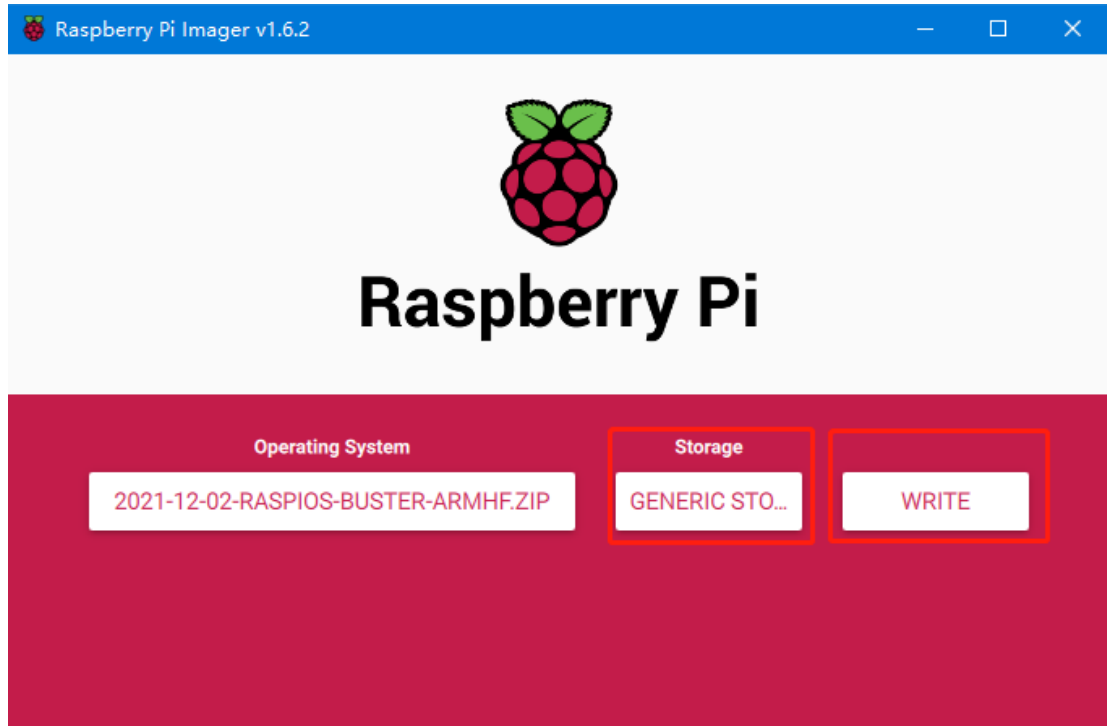 Raspberry Pi Imager v1.6.2
Raspberry Pi
Operating System
Storage
2021-12-02-RASPIOS-BUSTER-ARMHF.ZIP
GENERIC STO...
WRITE